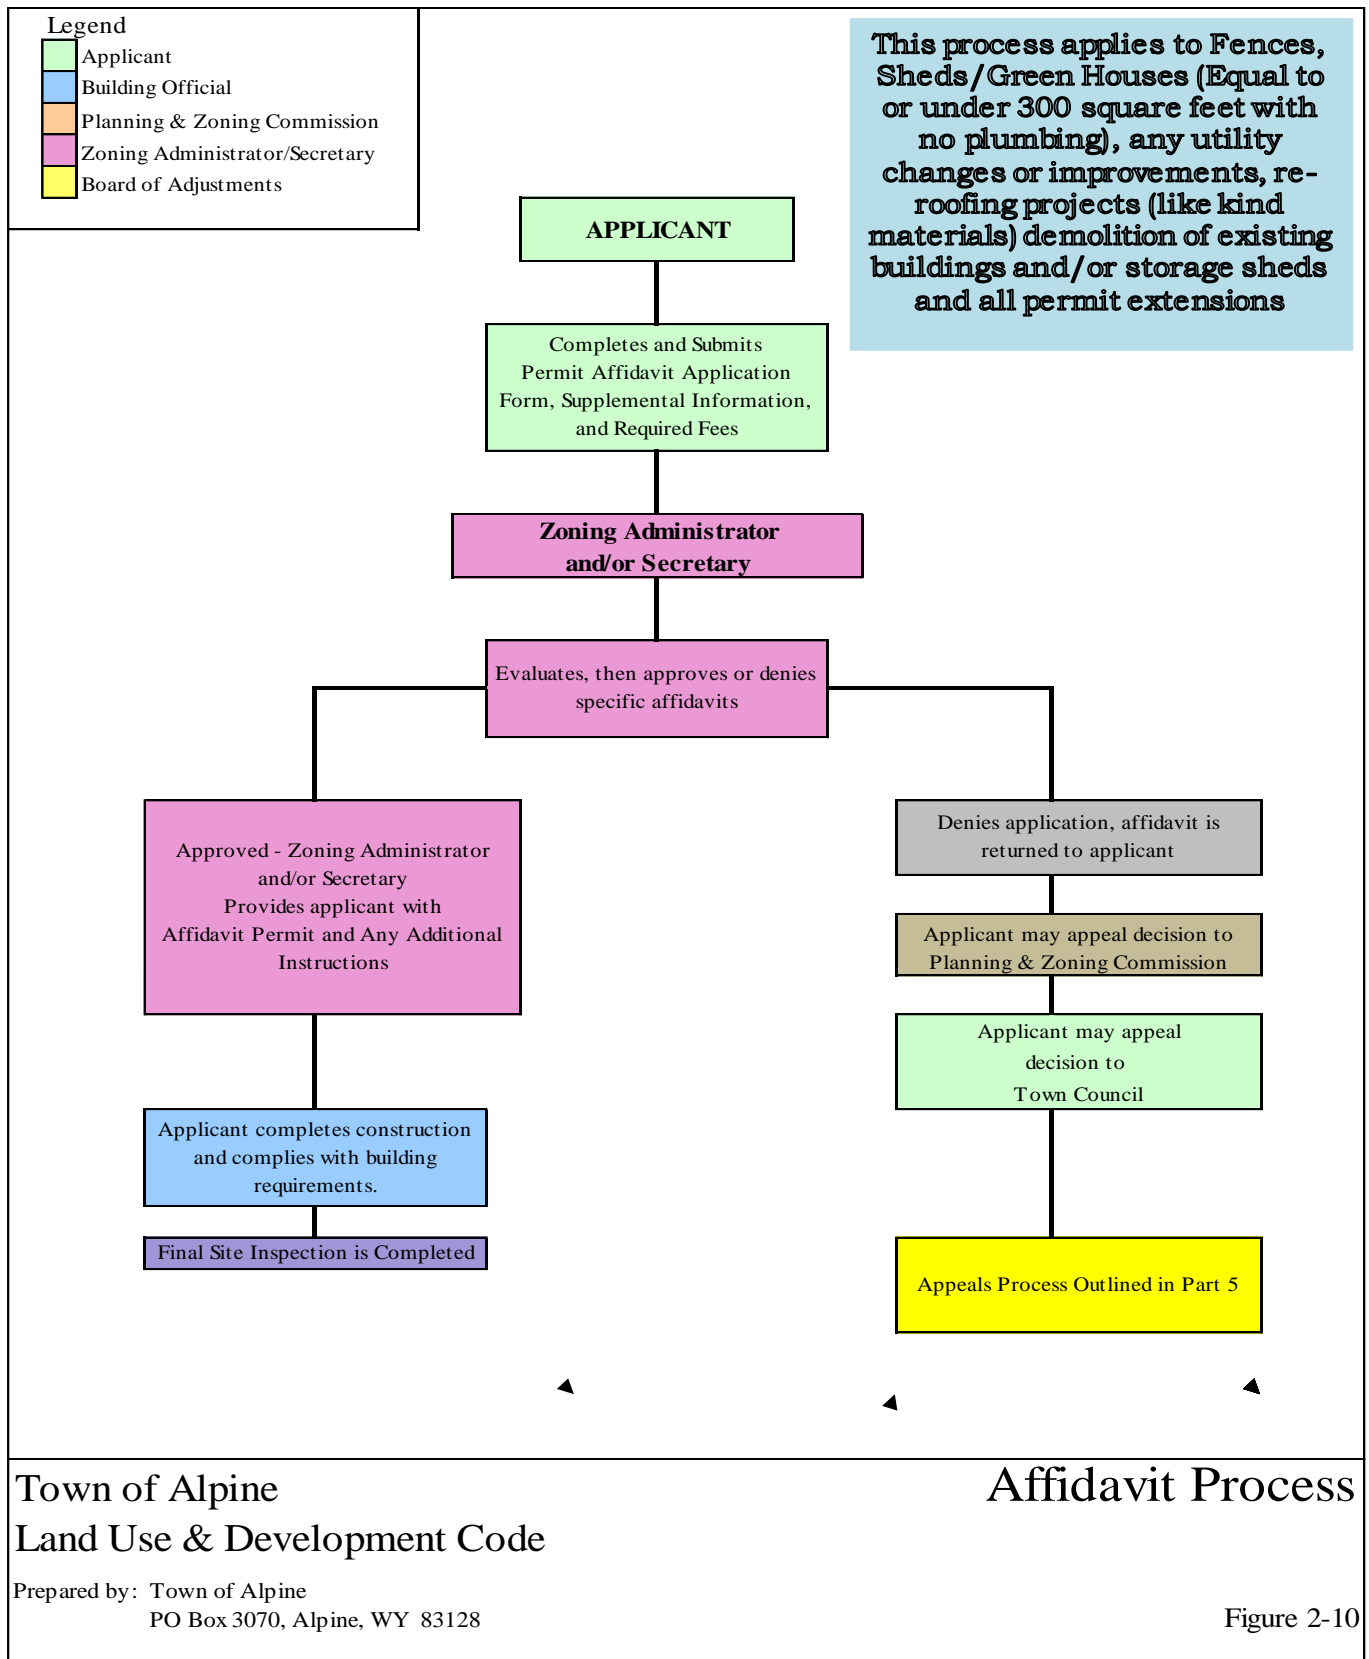 Legend
Applicant
Building Official
Planning & Zoning Commission
Zoning Administrator/Secretary
Board of Adjustments
This process applies to Fences,
Sheds/Green Houses (Equal to
or under 300 square feet with
no plumbing), any utility
changes or improvements, re-
roofing projects (like kind
materials) demolition of existing
buildings and/or storage sheds
and all permit extensions
APPLICANT
Completes and Submits
Permit Affidavit Application
Form, Supplemental Information,
and Required Fees
Zoning Administrator
and/or Secretary
Evaluates, then approves or denies
specific affidavits
Approved - Zoning Administrator
and/or Secretary
Provides applicant with
Affidavit Permit and Any Additional
Instructions
Applicant completes construction
and complies with building
requirements.
Final Site Inspection is Completed
Denies application, affidavit is
returned to applicant
Applicant may appeal decision to
Planning & Zoning Commission
Applicant may appeal
decision to
Town Council
Appeals Process Outlined in Part 5
Town of Alpine
Land Use & Development Code
Prepared by: Town of Alpine
PO Box 3070, Alpine, WY 83128
Affidavit Process
Figure 2-10